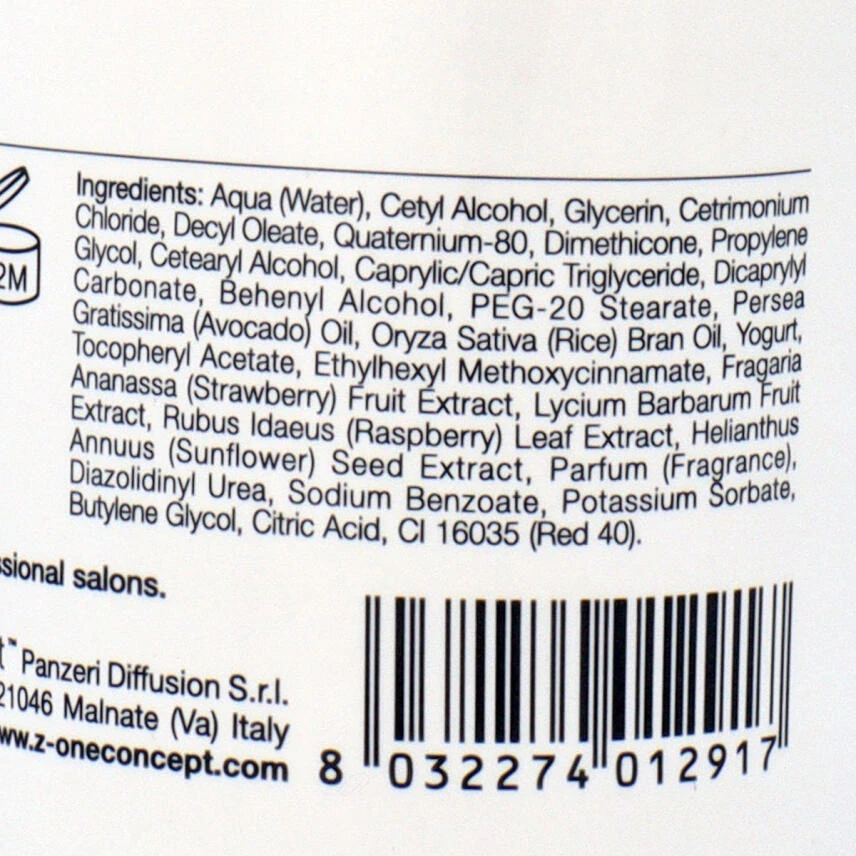 Ingredients: Aqua (Water), Cetyl Alcohol, Glycerin, Cetrimonium
Chloride, Decyl Oleate, Quaternium-80, Dimethicone, Propylene
Glycol, Cetearyl Alcohol, Caprylic/Capric Triglyceride, Dicaprylyl
Carbonate, Behenyl Alcohol, PEG-20 Stearate, Persea
Gratissima (Avocado) Oil, Oryza Sativa (Rice) Bran Oil, Yogurt,
Tocopheryl Acetate, Ethylhexyl Methoxycinnamate, Fragaria
Ananassa (Strawberry) Fruit Extract, Lycium Barbarum Fruit
Extract, Rubus Idaeus (Raspberry) Leaf Extract, Helianthus
Annuus (Sunflower) Seed Extract, Parfum (Fragrance),
Diazolidinyl Urea, Sodium Benzoate, Potassium Sorbate,
Butylene Glycol, Citric Acid, CI 16035 (Red 40).
2M
ssional salons.
t™ Panzeri Diffusion S.r.l.
21046 Malnate (Va) Italy
ww.z-oneconcept.com
8 032274 012917